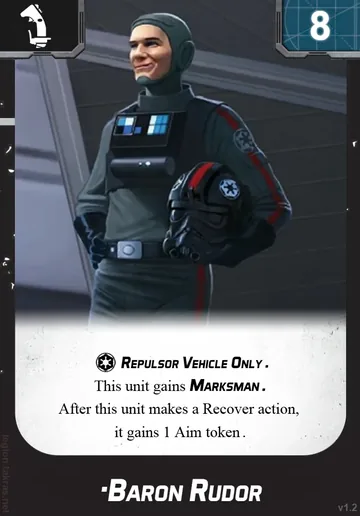 8
REPULSOR VEHICLE ONLY.
This unit gains MARKSMAN.
After this unit makes a Recover action,
it gains 1 Aim token.
•BARON RUDOR
v1.2